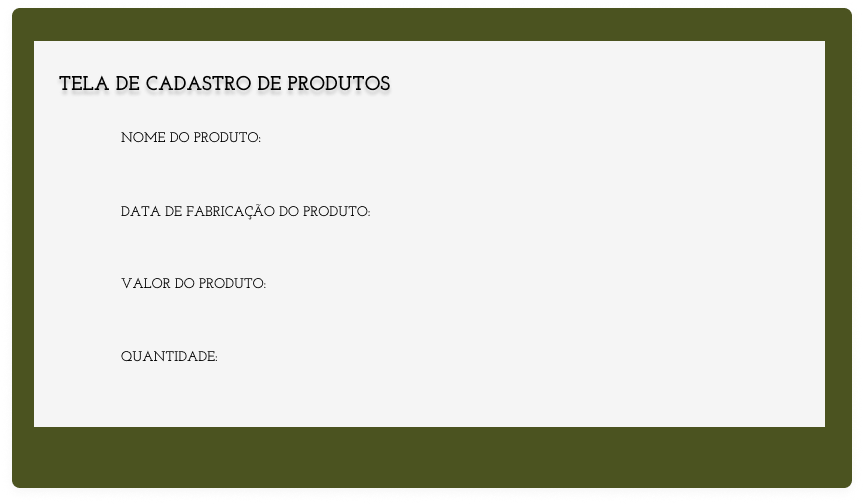 TELA DE CADASTRO DE PRODUTOS
NOME DO PRODUTO:
DATA DE FABRICAÇÃO DO PRODUTO:
VALOR DO PRODUTO:
QUANTIDADE: